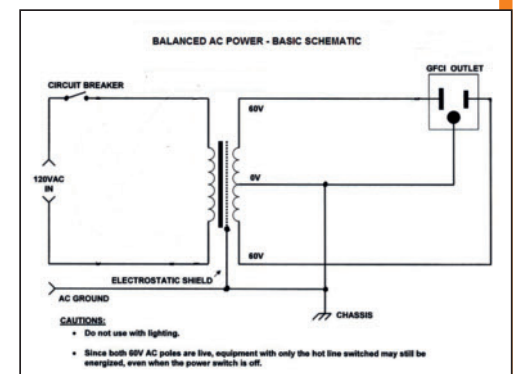 BALANCED AC POWER - BASIC SCHEMATIC
GFCI OUTLET
CIRCUIT BREAKER
60V
120VAC
IN
0V
60V
ELECTROSTATIC SHIELD
AC GROUND
CHASSIS
CAUTIONS:
• Do not use with lighting.
• Since both 60V AC poles are live, equipment with only the hot line switched may still be
energized, even when the power switch is off.